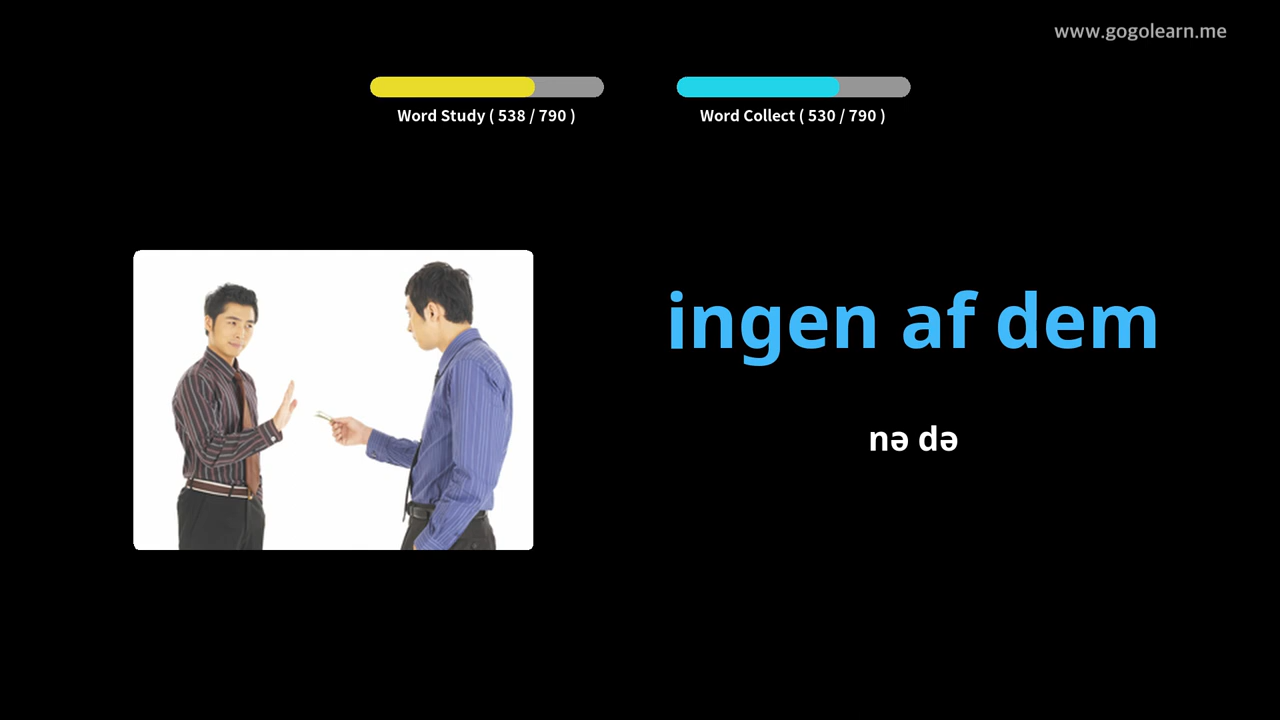 www.gogolearn.me
Word Study ( 538 / 790 )
Word Collect ( 530 / 790 )
ingen af dem
nə də